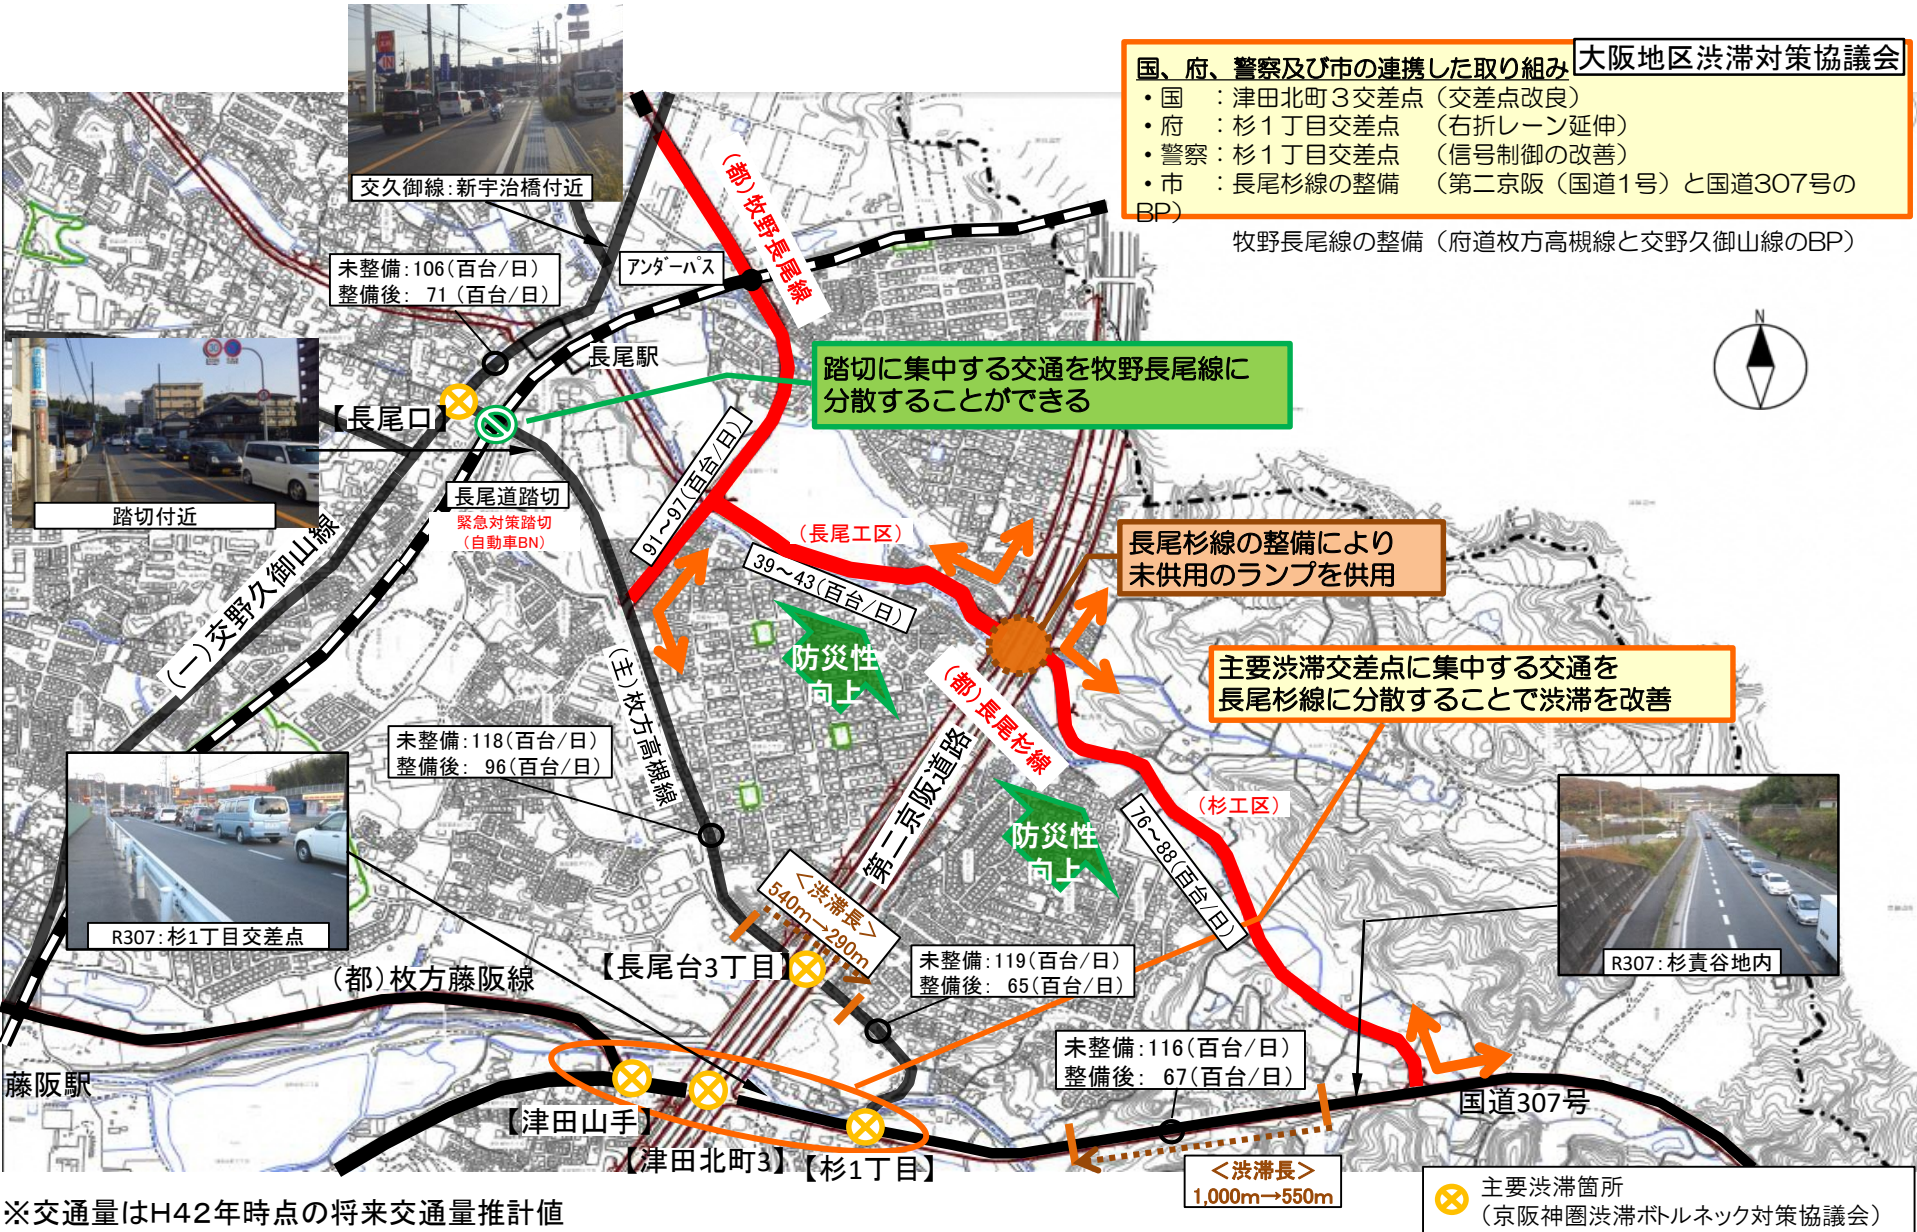 大阪地区渋滞対策協議会
国、府、警察及び市の連携した取り組み
・国　：津田北町３交差点（交差点改良）
・府　：杉１丁目交差点　（右折レーン延伸）
・警察：杉１丁目交差点　（信号制御の改善）
・市　：長尾杉線の整備　（第二京阪（国道1号）と国道307号の
BP）
牧野長尾線の整備（府道枚方高槻線と交野久御山線のBP）
交久御線：新宇治橋付近
（都）牧野長尾線
アンダーパス
未整備：106（百台/日）
整備後： 71（百台/日）
N
長尾駅
踏切に集中する交通を牧野長尾線に
分散することができる
【長尾口】
踏切付近
長尾道踏切
緊急対策踏切
（自動車BN）
91～97（百台/日）
（長尾工区）
39～43（百台/日）
長尾杉線の整備により
未供用のランプを供用
（一）交野久御山線
（主）枚方高槻線
防災性
向上
（都）長尾杉線
主要渋滞交差点に集中する交通を
長尾杉線に分散することで渋滞を改善
未整備：118（百台/日）
整備後： 96（百台/日）
第二京阪道路
防災性
向上
76～88（百台/日）
（杉工区）
R307：杉1丁目交差点
＜渋滞長＞
540m→290m
【長尾台3丁目】
未整備：119（百台/日）
整備後： 65（百台/日）
R307：杉責谷地内
（都）枚方藤阪線
未整備：116（百台/日）
整備後： 67（百台/日）
藤阪駅
国道307号
【津田山手】
【津田北町3】
【杉1丁目】
＜渋滞長＞
1,000m→550m
主要渋滞箇所
（京阪神圏渋滞ボトルネック対策協議会）
※交通量はH42年時点の将来交通量推計値